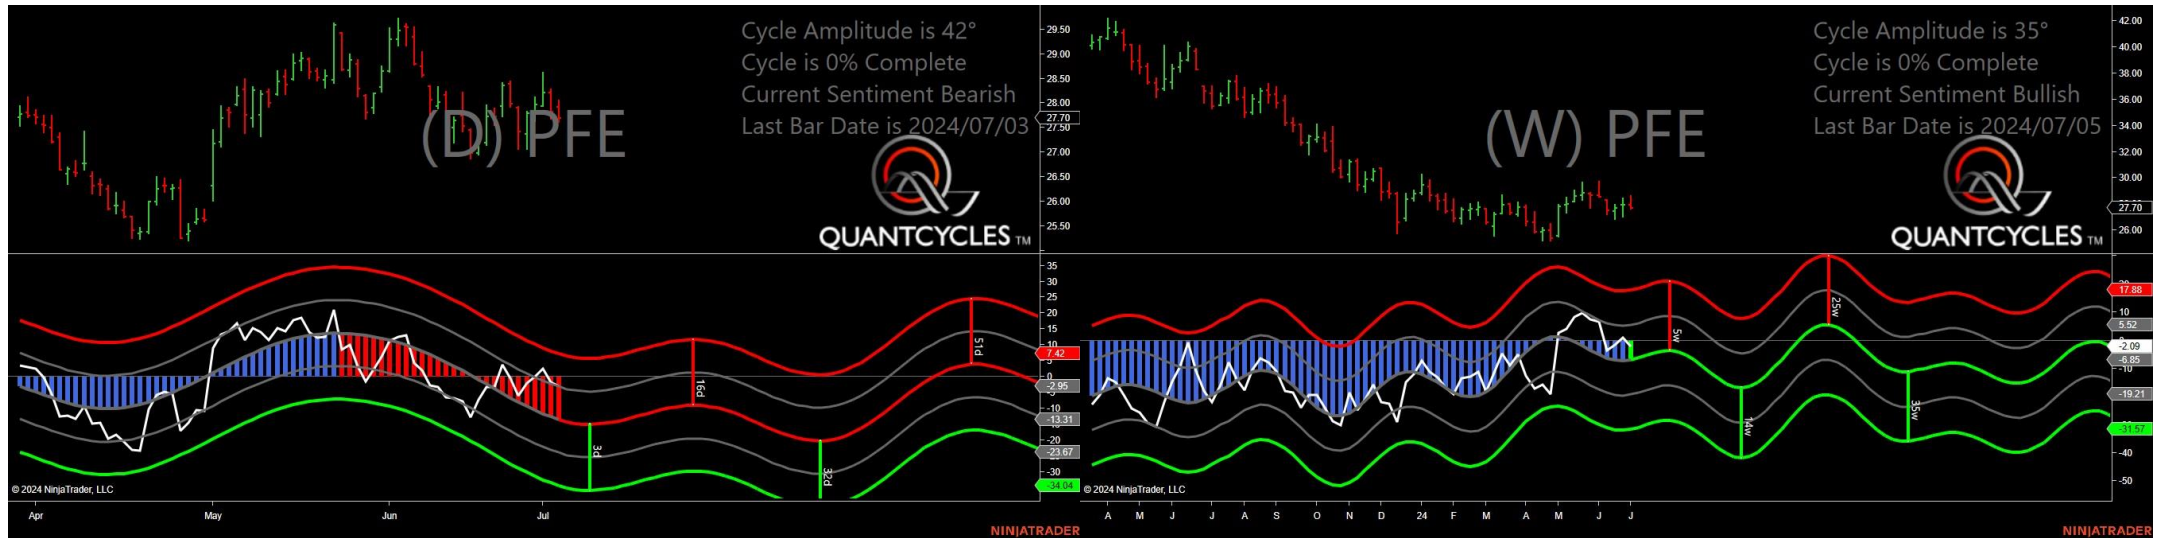 Cycle Amplitude is 42°
Cycle is 0% Complete
Current Sentiment Bearish
Last Bar Date is 2024/07/03
(D) PFE
QUANTCYCLES TM
29.50
29.00
28.50
28.00
27.70
27.50
27.00
26.50
26.00
25.50
35
30
25
20
15
10
7.42
0
-2.95
-10
-13.31
-20
-23.67
-30
-34.04
3d
16d
32d
51d
© 2024 NinjaTrader, LLC
Apr May Jun Jul
NINJATRADER
Cycle Amplitude is 35°
Cycle is 0% Complete
Current Sentiment Bullish
Last Bar Date is 2024/07/05
(W) PFE
QUANTCYCLES TM
42.00
40.00
38.00
36.00
34.00
32.00
30.00
27.70
26.00
17.88
10
5.52
-2.09
-6.85
-10
-19.21
-31.57
-40
-50
5w
14w
25w
35w
© 2024 NinjaTrader, LLC
A M J J A S O N D 24 F M A M J J
NINJATRADER